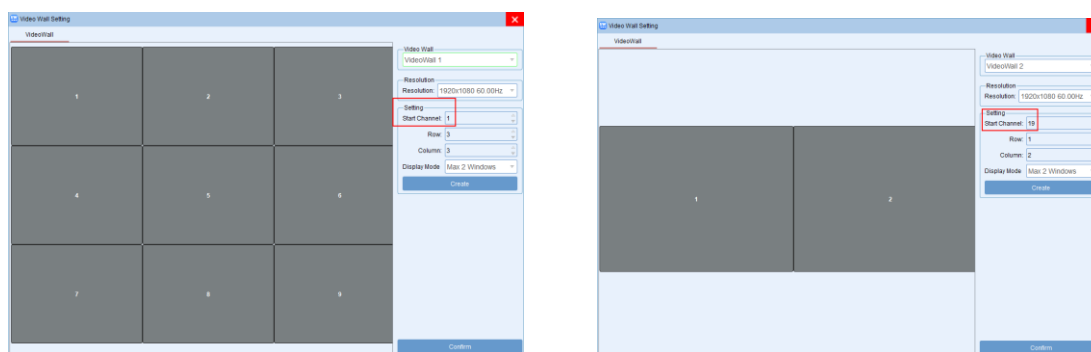 Video Wall Setting
VideoWall
1
2
3
4
5
6
7
8
9
Video Wall
VideoWall 1
Resolution
Resolution: 1920x1080 60.00Hz
Setting
Start Channel: 1
Row: 3
Column: 3
Display Mode Max 2 Windows
Create
Confirm
Video Wall Setting
VideoWall
1
2
Video Wall
VideoWall 2
Resolution
Resolution: 1920x1080 60.00Hz
Setting
Start Channel: 19
Row: 1
Column: 2
Display Mode Max 2 Windows
Create
Confirm